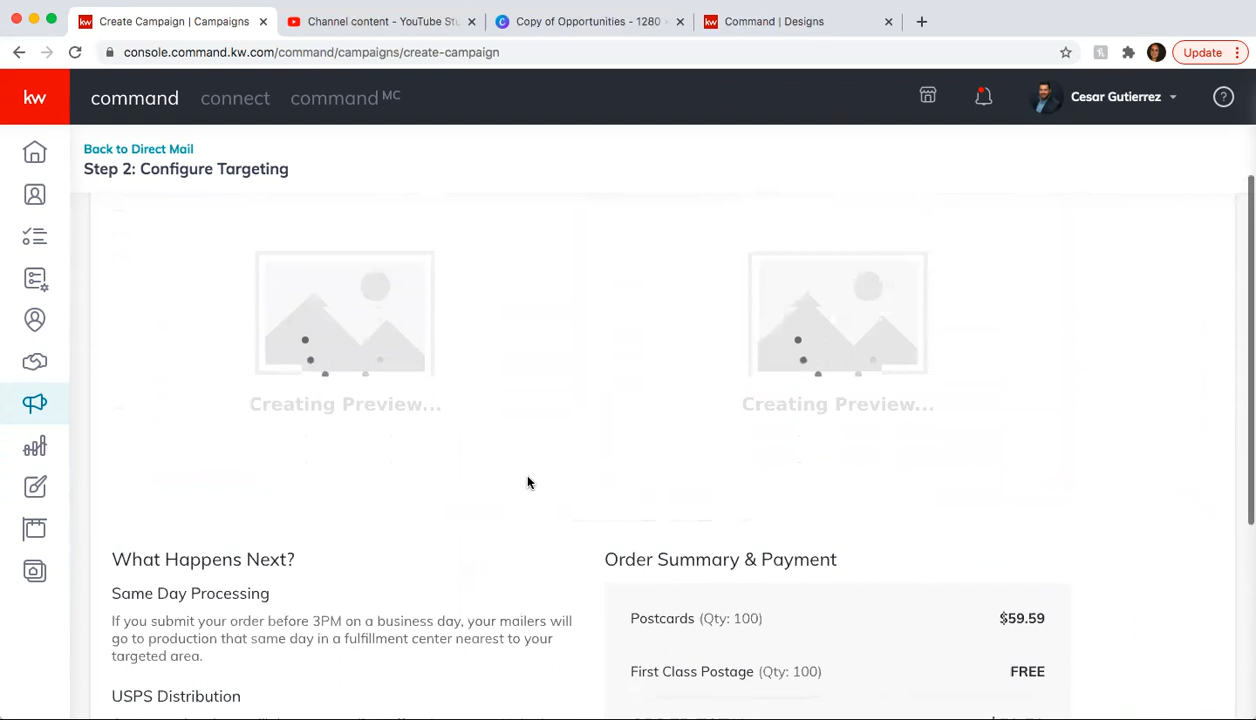 Create Campaign | Campaigns
Channel content - YouTube Stu
Copy of Opportunities - 1280
Command | Designs
console.command.kw.com/command/campaigns/create-campaign
Update
kw
command
connect
command MC
Cesar Gutierrez
Back to Direct Mail
Step 2: Configure Targeting
Creating Preview...
Creating Preview...
What Happens Next?
Order Summary & Payment
Same Day Processing
If you submit your order before 3PM on a business day, your mailers will
go to production that same day in a fulfillment center nearest to your
targeted area.
Postcards (Qty: 100)
$59.59
First Class Postage (Qty: 100)
FREE
USPS Distribution